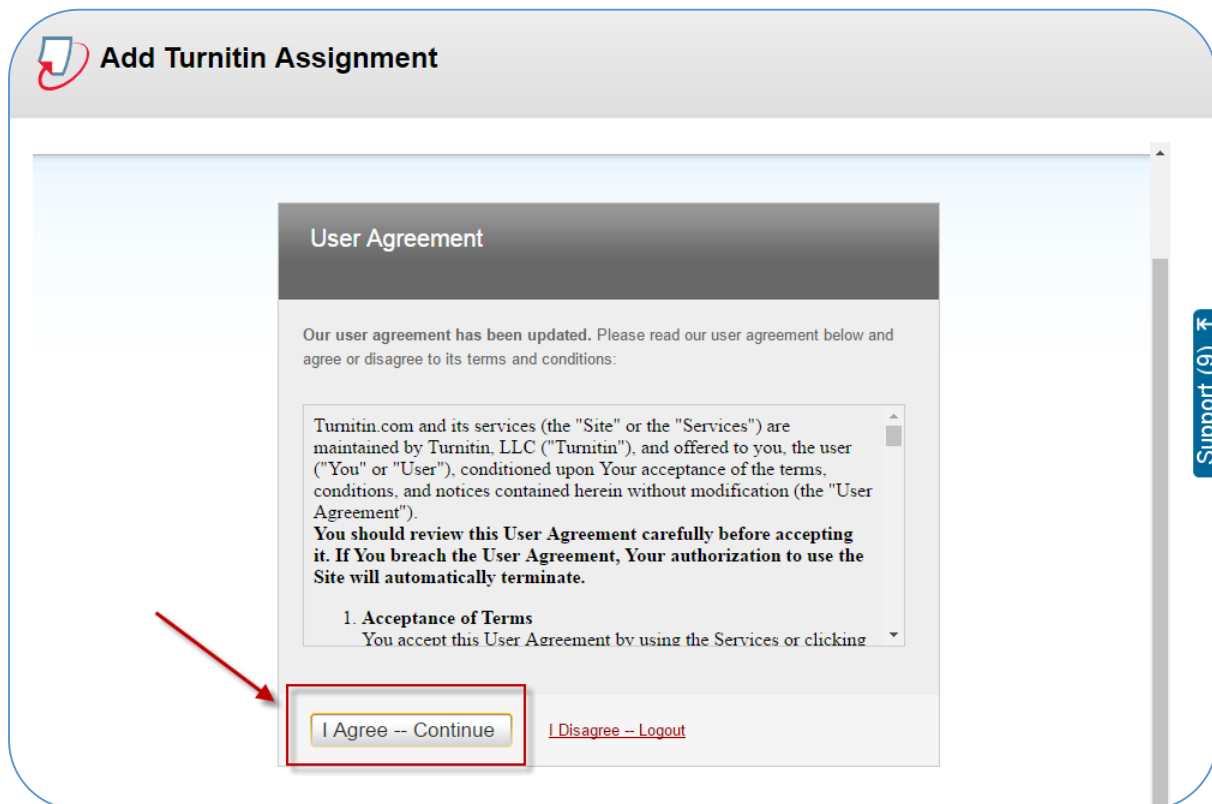 Add Turnitin Assignment
User Agreement
Our user agreement has been updated. Please read our user agreement below and
agree or disagree to its terms and conditions:
Turnitin.com and its services (the "Site" or the "Services") are
maintained by Turnitin, LLC ("Turnitin"), and offered to you, the user
("You" or "User"), conditioned upon Your acceptance of the terms,
conditions, and notices contained herein without modification (the "User
Agreement").
You should review this User Agreement carefully before accepting
it. If You breach the User Agreement, Your authorization to use the
Site will automatically terminate.
1. Acceptance of Terms
You accept this User Agreement by using the Services or clicking
I Agree -- Continue
I Disagree -- Logout
Support (9)